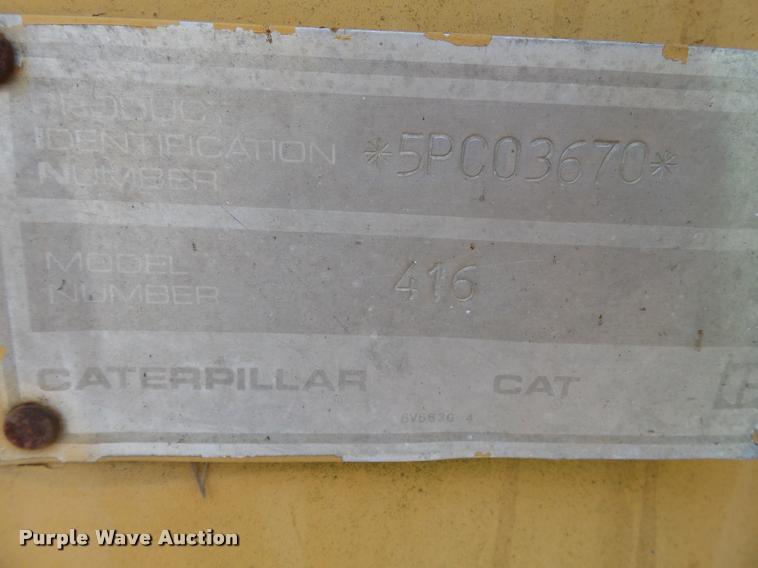 PRODUCT
IDENTIFICATION
NUMBER
*5PC03670*
MODEL
NUMBER
416
CATERPILLAR CAT
Purple Wave Auction